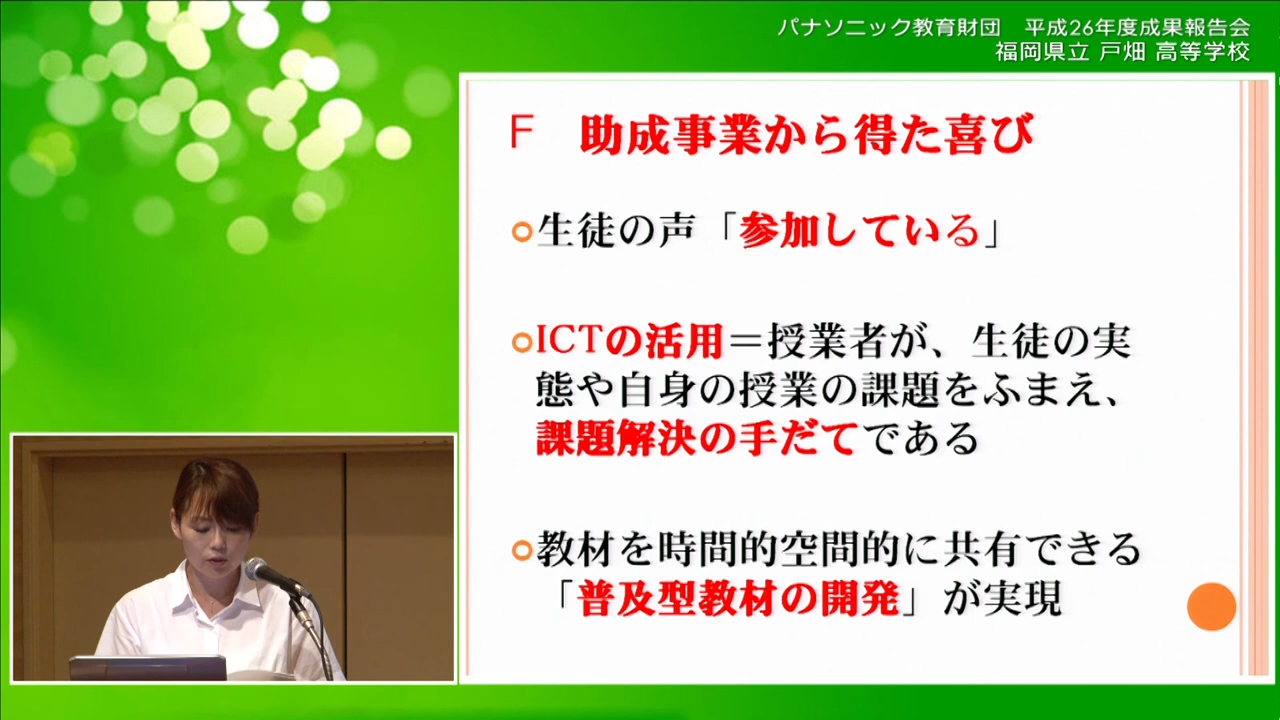 パナソニック教育財団　平成26年度成果報告会
福岡県立 戸畑 高等学校
F　助成事業から得た喜び
生徒の声「参加している」
ICTの活用＝授業者が、生徒の実
態や自身の授業の課題をふまえ、
課題解決の手だてである
教材を時間的空間的に共有できる
「普及型教材の開発」が実現